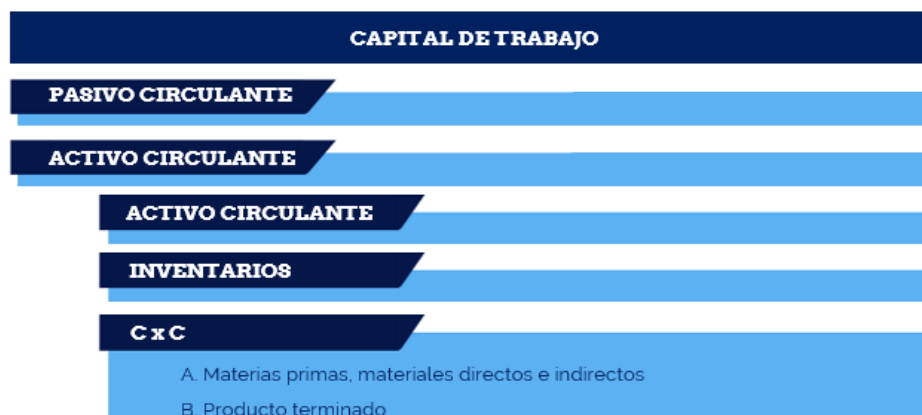 CAPITAL DE TRABAJO
PASIVO CIRCULANTE
ACTIVO CIRCULANTE
ACTIVO CIRCULANTE
INVENTARIOS
C x C
A. Materias primas, materiales directos e indirectos
B. Producto terminado